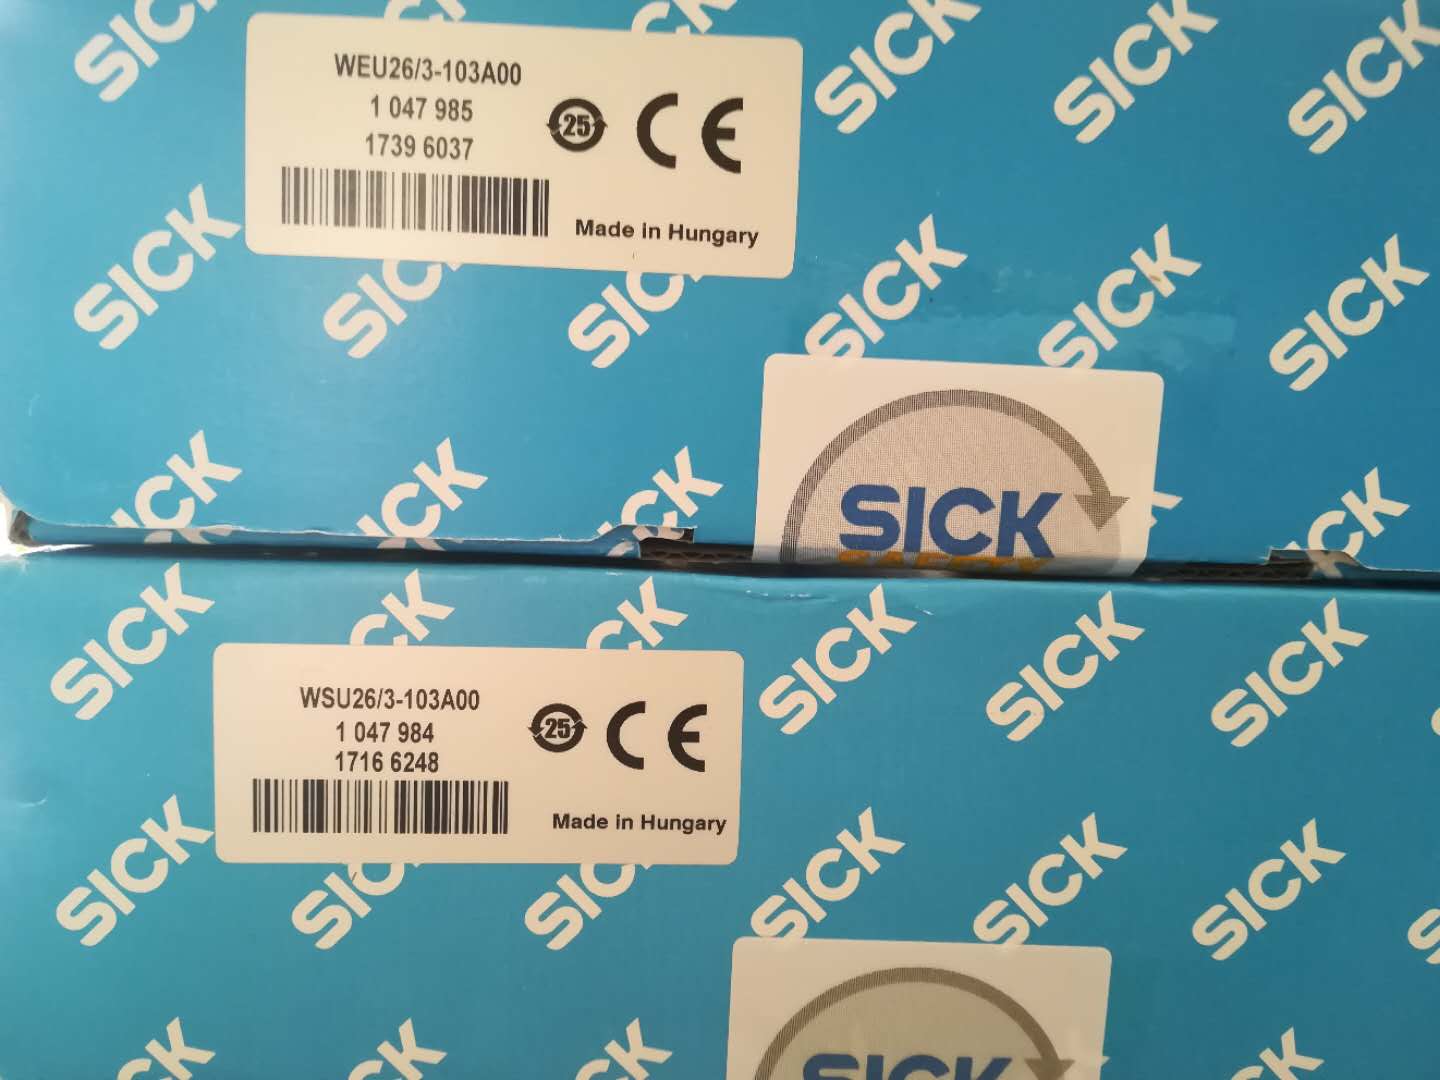 WEU26/3-103A00
1 047 985
1739 6037
25
CE
Made in Hungary
SICK
SAFETY
WSU26/3-103A00
1 047 984
1716 6248
25
CE
Made in Hungary
SICK